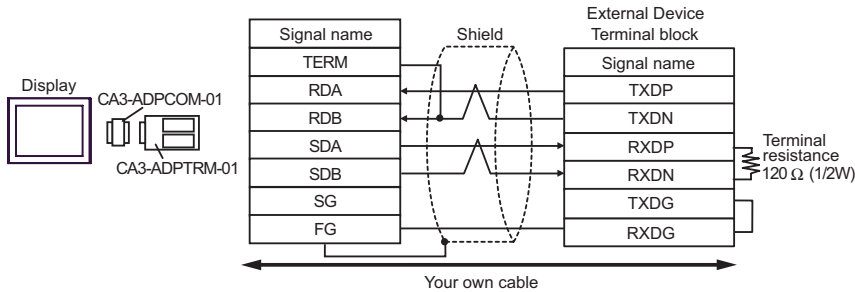 External Device
Terminal block
Signal name
Shield
Signal name
TERM
RDA
RDB
SDA
SDB
SG
FG
TXDP
TXDN
RXDP
RXDN
TXDG
RXDG
Display
CA3-ADPCOM-01
CA3-ADPTRM-01
Terminal
resistance
120 Ω (1/2W)
Your own cable